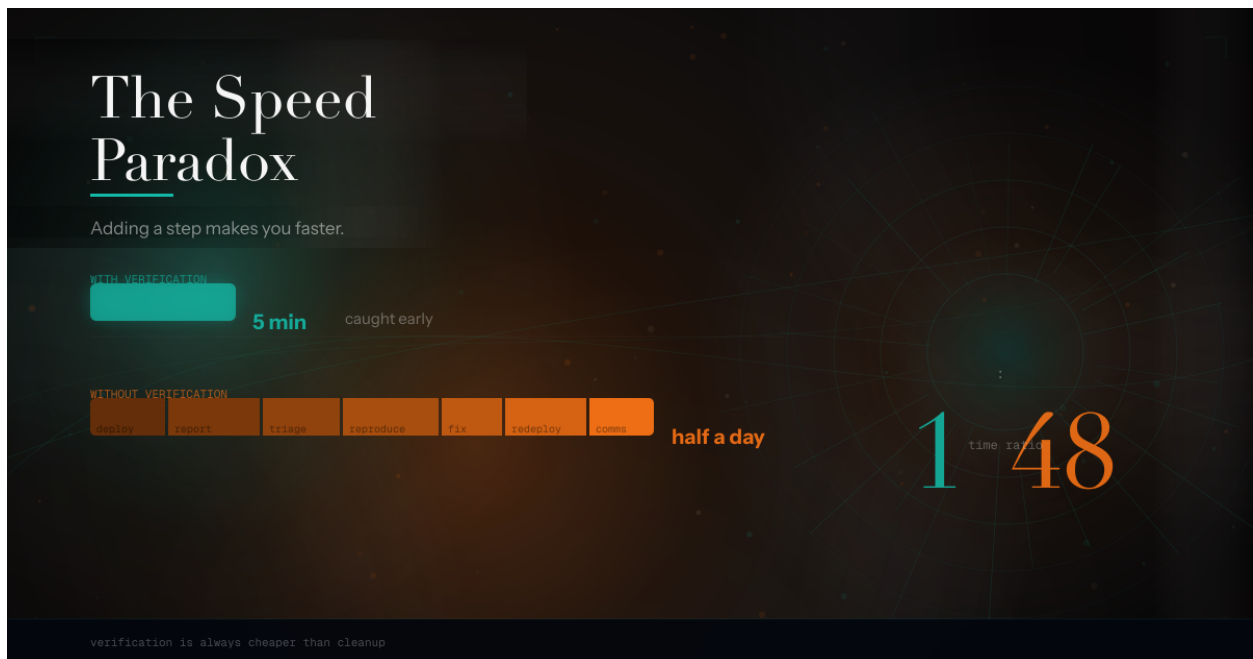 The Speed
Paradox
Adding a step makes you faster.
WITH VERIFICATION
5 min
caught early
WITHOUT VERIFICATION
deploy
report
triage
reproduce
fix
redeploy
comms
half a day
:
1
48
time ratio
verification is always cheaper than cleanup